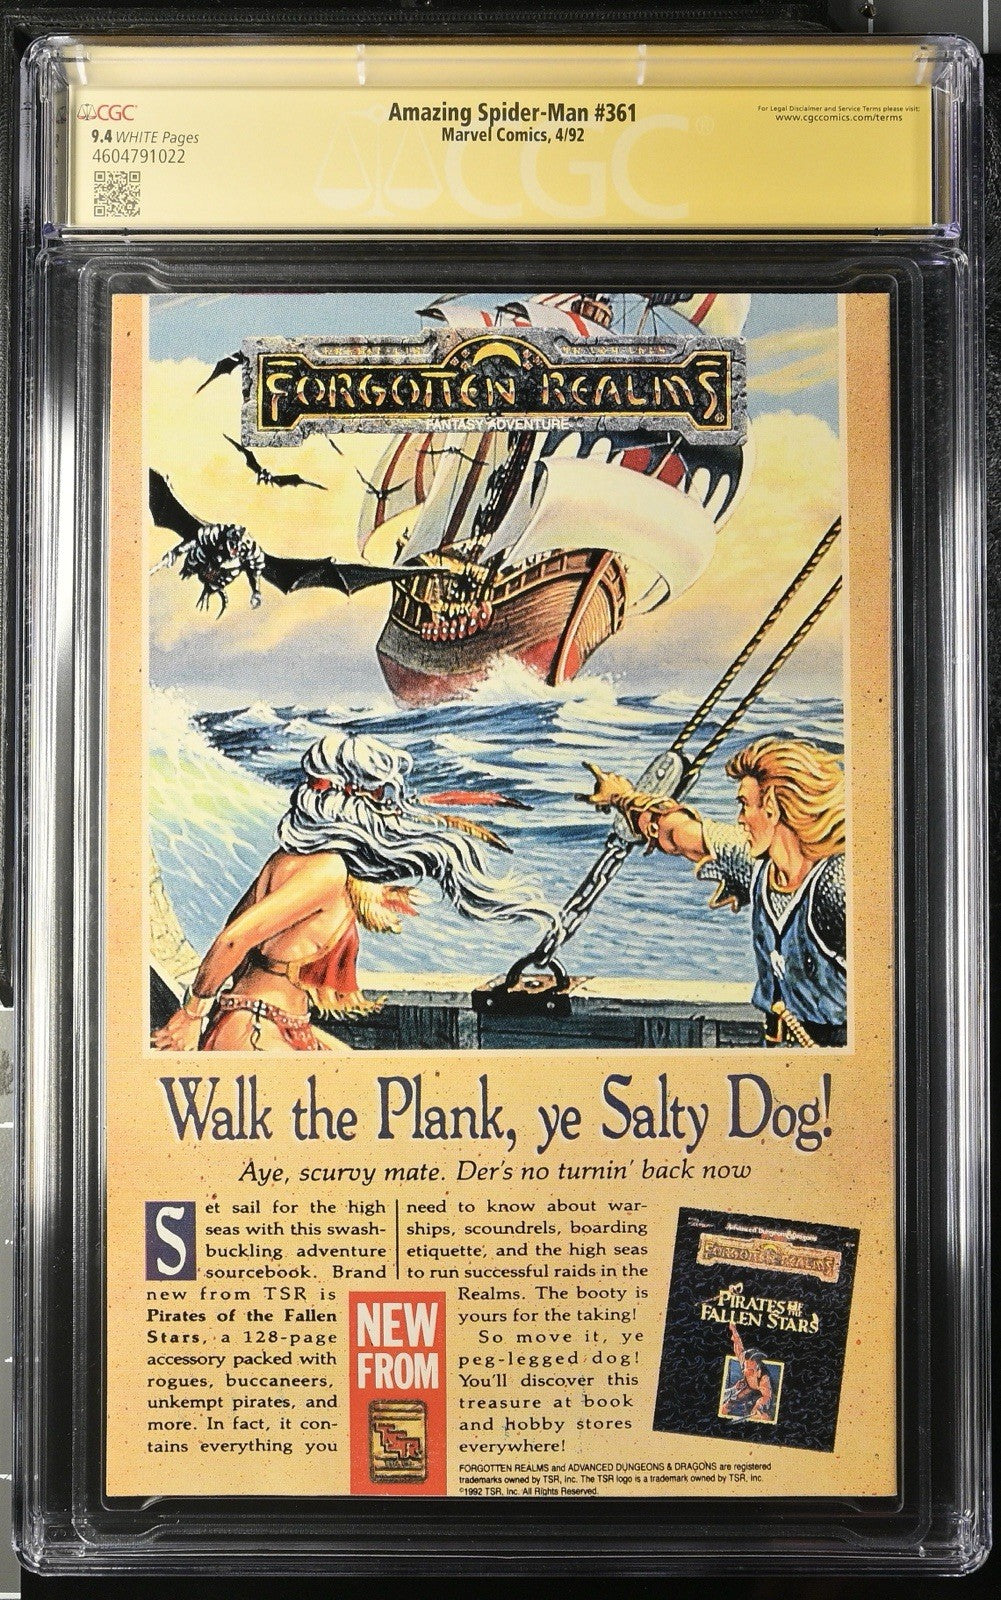 CGC
9.4 WHITE Pages
4604791022
Amazing Spider-Man #361
Marvel Comics, 4/92
For Legal Disclaimer and Service Terms please visit:
www.cgccomics.com/terms
CGC®
FORGOTTEN REALMS®
FANTASY ADVENTURE
Walk the Plank, ye Salty Dog!
Aye, scurvy mate. Der's no turnin' back now
Set sail for the high
seas with this swash-
buckling adventure
sourcebook. Brand
new from TSR is
Pirates of the Fallen
Stars, a 128-page
accessory packed with
rogues, buccaneers,
unkempt pirates, and
more. In fact, it con-
tains everything you
need to know about war-
ships, scoundrels, boarding
etiquette, and the high seas
to run successful raids in the
Realms. The booty is
yours for the taking!
So move it, ye
peg-legged dog!
You'll discover this
treasure at book
and hobby stores
everywhere!
NEW
FROM
TSR
Advanced Dungeons & Dragons
FORGOTTEN REALMS
PIRATES OF THE
FALLEN STARS
FORGOTTEN REALMS and ADVANCED DUNGEONS & DRAGONS are registered
trademarks owned by TSR, Inc. The TSR logo is a trademark owned by TSR, Inc.
©1992 TSR, Inc. All Rights Reserved.